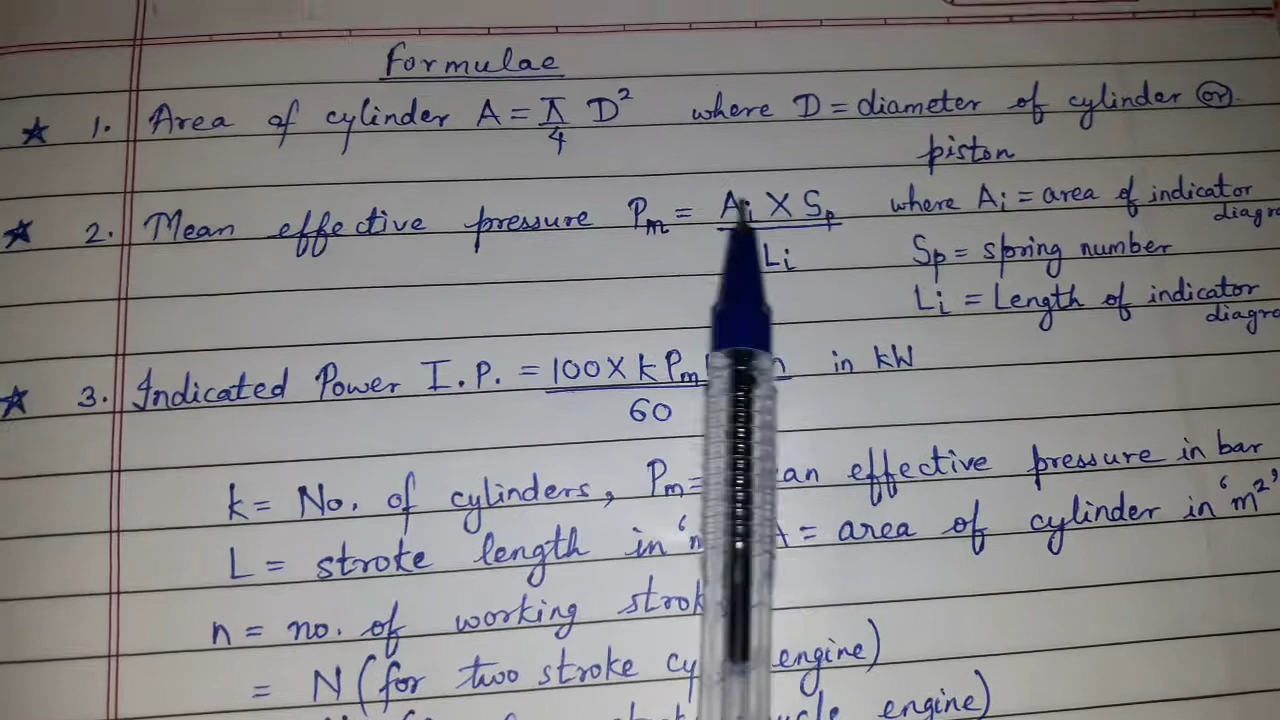 Formulae
★ 1. Area of cylinder A = π/4 D² where D = diameter of cylinder (or)
piston
★ 2. Mean effective pressure Pm = Ai × Sp / Li where Ai = area of indicator
Sp = spring number
Li = Length of indicator
★ 3. Indicated Power I.P. = 100 × k Pm n / 60 in kW
k = No. of cylinders, Pm = effective pressure in bar
L = stroke length in = area of cylinder in 'm²'
n = no. of working
= N (for two stroke engine)
engine)